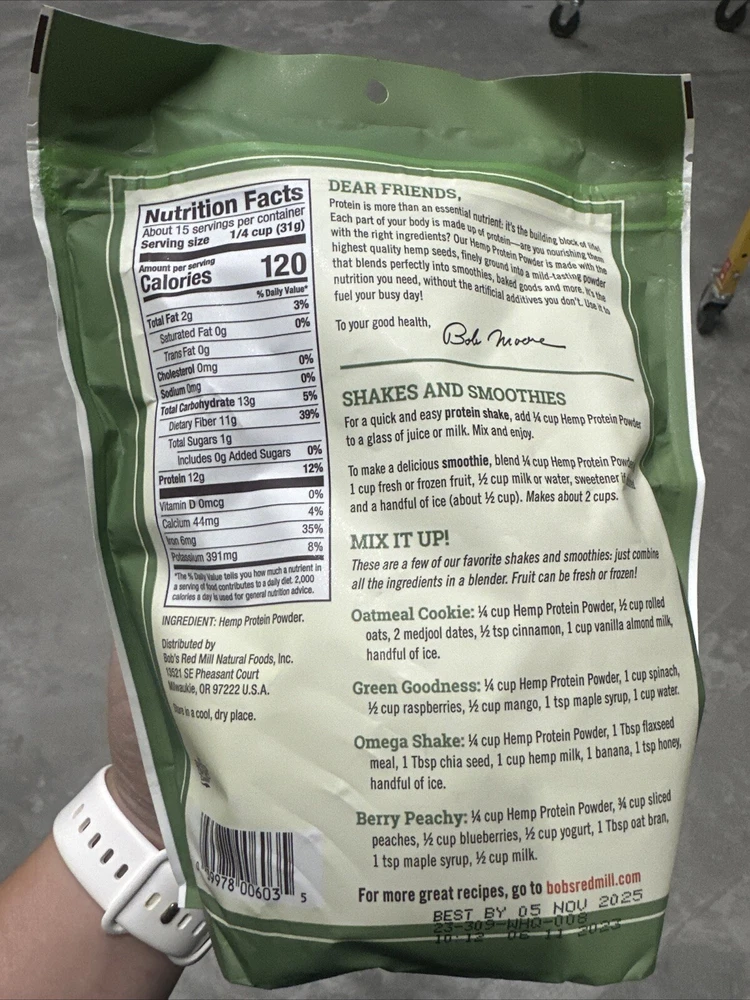 Nutrition Facts
About 15 servings per container
Serving size 1/4 cup (31g)
Amount per serving
Calories 120
% Daily Value*
Total Fat 2g 3%
Saturated Fat 0g 0%
Trans Fat 0g
Cholesterol 0mg 0%
Sodium 0mg 0%
Total Carbohydrate 13g 5%
Dietary Fiber 11g 39%
Total Sugars 1g
Includes 0g Added Sugars 0%
Protein 12g 12%
Vitamin D 0mcg 0%
Calcium 44mg 4%
Iron 6mg 35%
Potassium 391mg 8%
*The % Daily Value tells you how much a nutrient in
a serving of food contributes to a daily diet. 2,000
calories a day is used for general nutrition advice.
INGREDIENT: Hemp Protein Powder.
Distributed by
Bob's Red Mill Natural Foods, Inc.
13521 SE Pheasant Court
Milwaukie, OR 97222 U.S.A.
Store in a cool, dry place.
39978 00603 5
DEAR FRIENDS,
Protein is more than an essential nutrient: it's the building block of life!
Each part of your body is made up of protein—are you nourishing them
with the right ingredients? Our Hemp Protein Powder is made with the
highest quality hemp seeds, finely ground into a mild-tasting powder
that blends perfectly into smoothies, baked goods and more. It's the
nutrition you need, without the artificial additives you don't. Use it to
fuel your busy day!
To your good health,
Bob Moore
SHAKES AND SMOOTHIES
For a quick and easy protein shake, add ¼ cup Hemp Protein Powder
to a glass of juice or milk. Mix and enjoy.
To make a delicious smoothie, blend ¼ cup Hemp Protein Powder
1 cup fresh or frozen fruit, ½ cup milk or water, sweetener
and a handful of ice (about ½ cup). Makes about 2 cups.
MIX IT UP!
These are a few of our favorite shakes and smoothies: just combine
all the ingredients in a blender. Fruit can be fresh or frozen!
Oatmeal Cookie: ¼ cup Hemp Protein Powder, ½ cup rolled
oats, 2 medjool dates, ½ tsp cinnamon, 1 cup vanilla almond milk,
handful of ice.
Green Goodness: ¼ cup Hemp Protein Powder, 1 cup spinach,
½ cup raspberries, ½ cup mango, 1 tsp maple syrup, 1 cup water.
Omega Shake: ¼ cup Hemp Protein Powder, 1 Tbsp flaxseed
meal, 1 Tbsp chia seed, 1 cup hemp milk, 1 banana, 1 tsp honey,
handful of ice.
Berry Peachy: ¼ cup Hemp Protein Powder, ¾ cup sliced
peaches, ½ cup blueberries, ½ cup yogurt, 1 Tbsp oat bran,
1 tsp maple syrup, ½ cup milk.
For more great recipes, go to bobsredmill.com
BEST BY 05 NOV 2025
23-309-WHO-008
10:12 06-11 2023